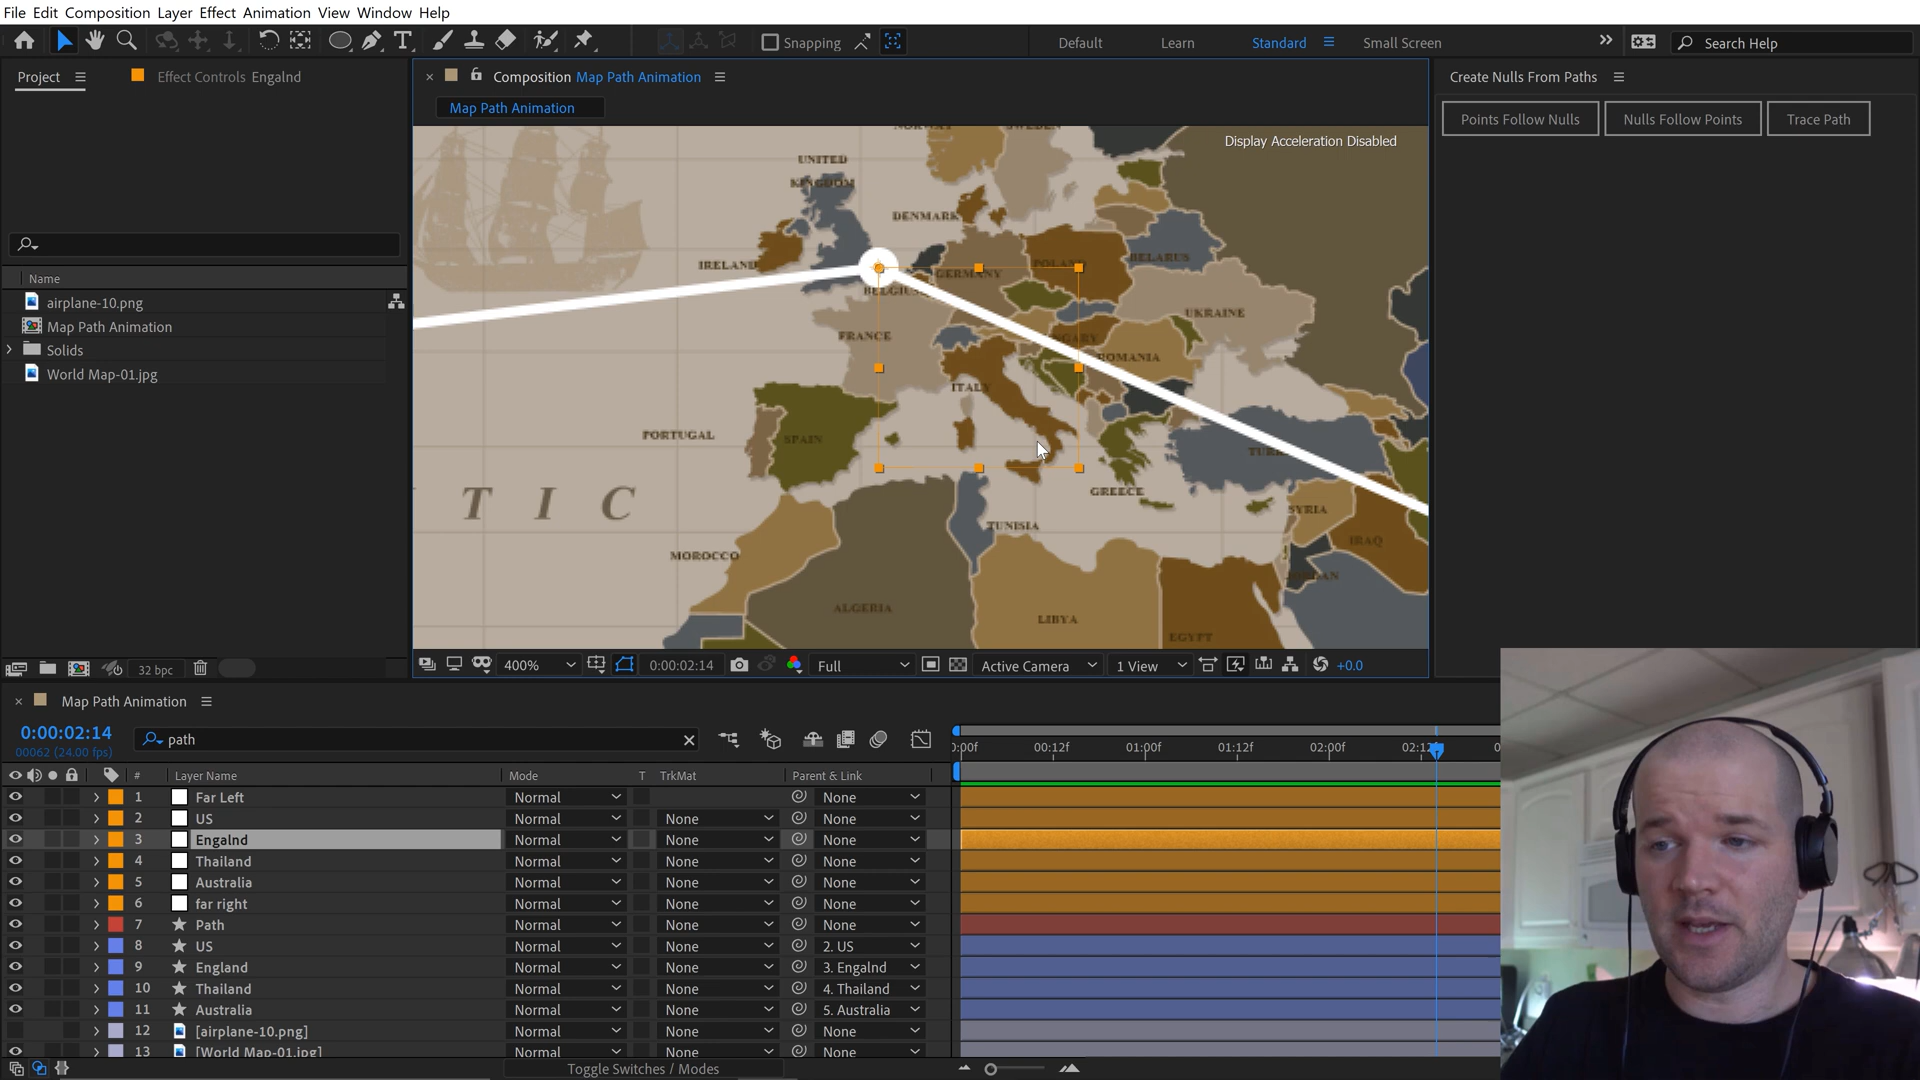 File Edit Composition Layer Effect Animation View Window Help
Snapping
Default Learn Standard Small Screen
Search Help
Project
Effect Controls Engalnd
Composition Map Path Animation
Create Nulls From Paths
Map Path Animation
Points Follow Nulls Nulls Follow Points Trace Path
Display Acceleration Disabled
UNITED
KINGDOM
DENMARK
IRELAND
GERMANY
POLAND
BELARUS
UKRAINE
FRANCE
ROMANIA
ITALY
PORTUGAL
SPAIN
GREECE
SYRIA
T I C
TUNISIA
IRAQ
MOROCCO
ALGERIA
LIBYA
EGYPT
Name
airplane-10.png
Map Path Animation
Solids
World Map-01.jpg
32 bpc
400% 0:00:02:14 Full Active Camera 1 View +0.0
Map Path Animation
0:00:02:14
00062 (24.00 fps)
path
00:12f 01:00f 01:12f 02:00f
# Layer Name Mode T TrkMat Parent & Link
1 Far Left Normal None
2 US Normal None None
3 Engalnd Normal None None
4 Thailand Normal None None
5 Australia Normal None None
6 far right Normal None None
7 Path Normal None None
8 US Normal None 2. US
9 England Normal None 3. Engalnd
10 Thailand Normal None 4. Thailand
11 Australia Normal None 5. Australia
12 [airplane-10.png] Normal None None
13 [World Map-01.jpg] Normal None None
Toggle Switches / Modes